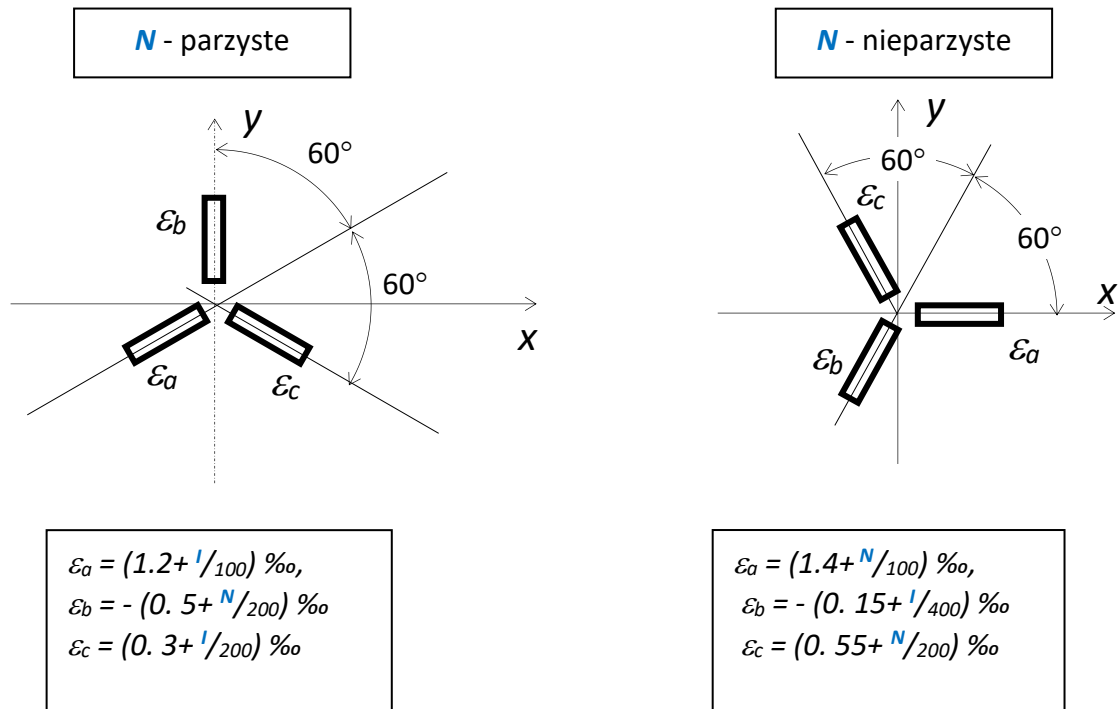 N - parzyste
N - nieparzyste
y
60°
εb
60°
x
εa
εc
y
60°
εc
60°
x
εb
εa
εa = (1.2+ I/100) ‰,
εb = - (0. 5+ N/200) ‰
εc = (0. 3+ I/200) ‰
εa = (1.4+ N/100) ‰,
εb = - (0. 15+ I/400) ‰
εc = (0. 55+ N/200) ‰